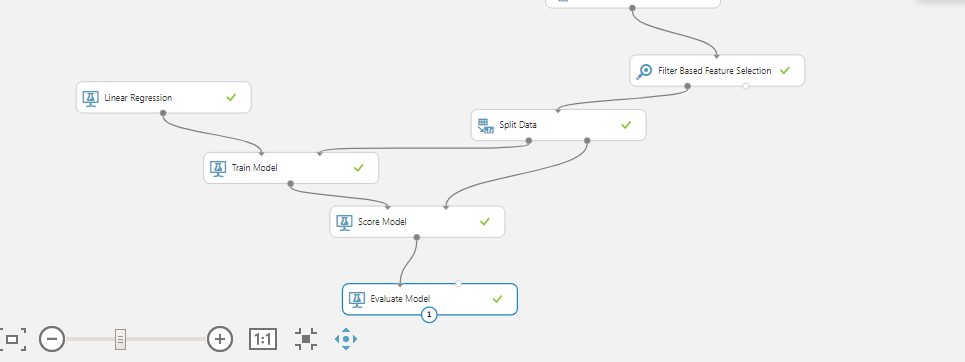 Filter Based Feature Selection
Linear Regression
Split Data
Train Model
Score Model
Evaluate Model
1
1:1